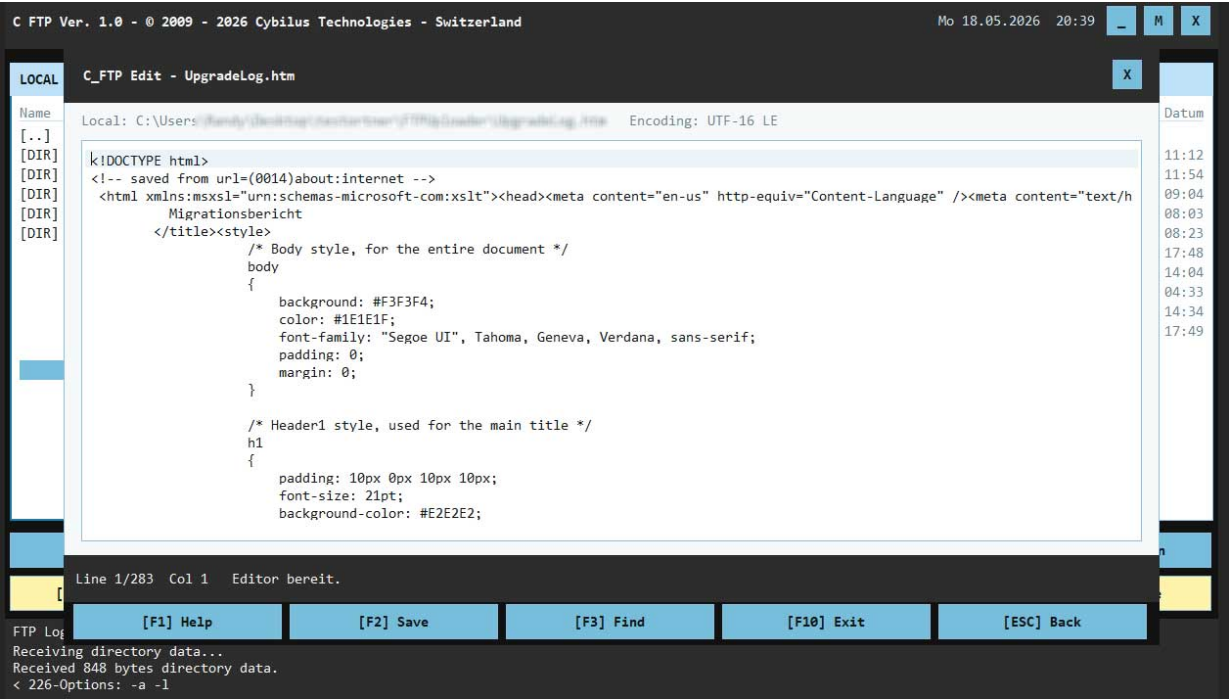 C FTP Ver. 1.0 - © 2009 - 2026 Cybilus Technologies - Switzerland
Mo 18.05.2026 20:39 _ M X
LOCAL
C_FTP Edit - UpgradeLog.htm X
Name
Local: C:\Users Encoding: UTF-16 LE
Datum
[..]
[DIR]
[DIR]
[DIR]
[DIR]
[DIR]
<!DOCTYPE html>
<!-- saved from url=(0014)about:internet -->
<html xmlns:msxsl="urn:schemas-microsoft-com:xslt"><head><meta content="en-us" http-equiv="Content-Language" /><meta content="text/h
Migrationsbericht
</title><style>
/* Body style, for the entire document */
body
{
background: #F3F3F4;
color: #1E1E1F;
font-family: "Segoe UI", Tahoma, Geneva, Verdana, sans-serif;
padding: 0;
margin: 0;
}
/* Header1 style, used for the main title */
h1
{
padding: 10px 0px 10px 10px;
font-size: 21pt;
background-color: #E2E2E2;
11:12
11:54
09:04
08:03
08:23
17:48
14:04
04:33
14:34
17:49
n
Line 1/283 Col 1 Editor bereit.
[
[F1] Help
[F2] Save
[F3] Find
[F10] Exit
[ESC] Back
FTP Log
Receiving directory data...
Received 848 bytes directory data.
< 226-Options: -a -l